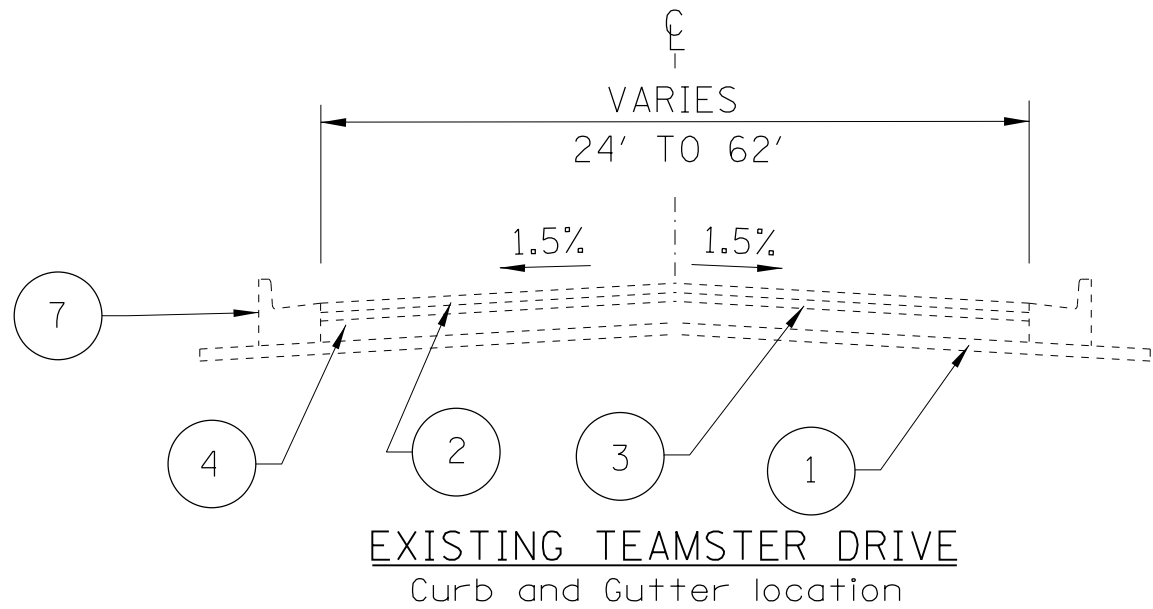 ℄
VARIES
24' TO 62'
1.5% 1.5%
7
4
2
3
1
EXISTING TEAMSTER DRIVE
Curb and Gutter location